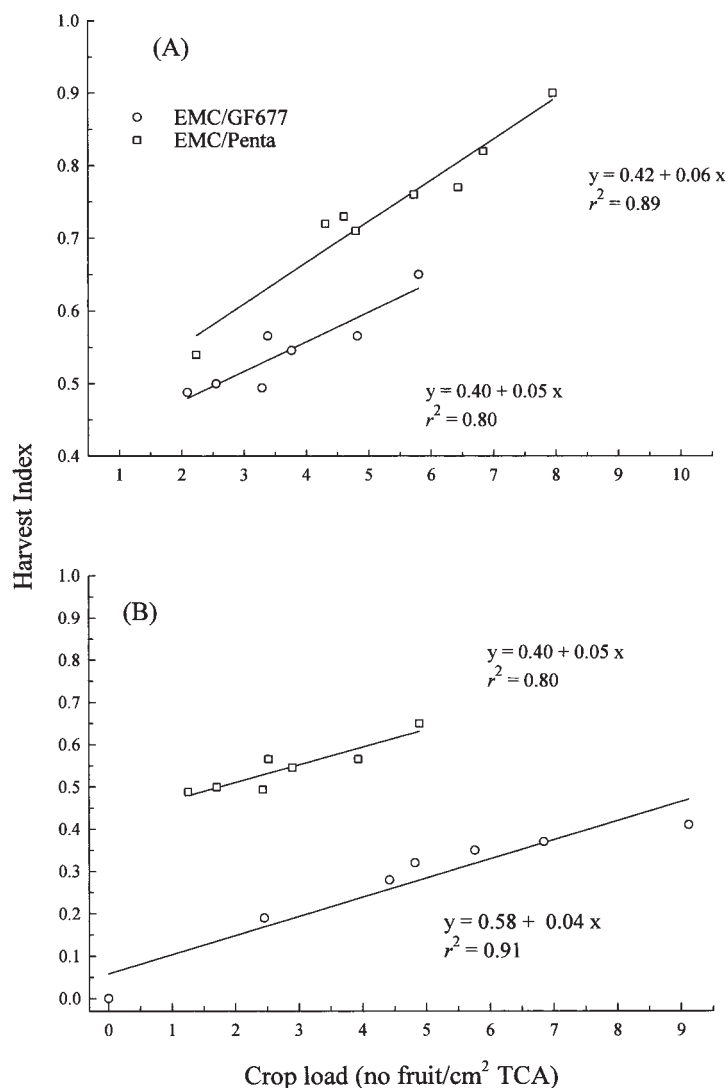 1.0
(A)
EMC/GF677
EMC/Penta
0.9
0.8
y = 0.42 + 0.06 x
r² = 0.89
0.7
0.6
0.5
y = 0.40 + 0.05 x
r² = 0.80
0.4
1 2 3 4 5 6 7 8 9 10
Harvest Index
1.0
(B)
0.9
0.8
y = 0.40 + 0.05 x
r² = 0.80
0.7
0.6
0.5
0.4
0.3
0.2
y = 0.58 + 0.04 x
r² = 0.91
0.1
0.0
0 1 2 3 4 5 6 7 8 9
Crop load (no fruit/cm² TCA)